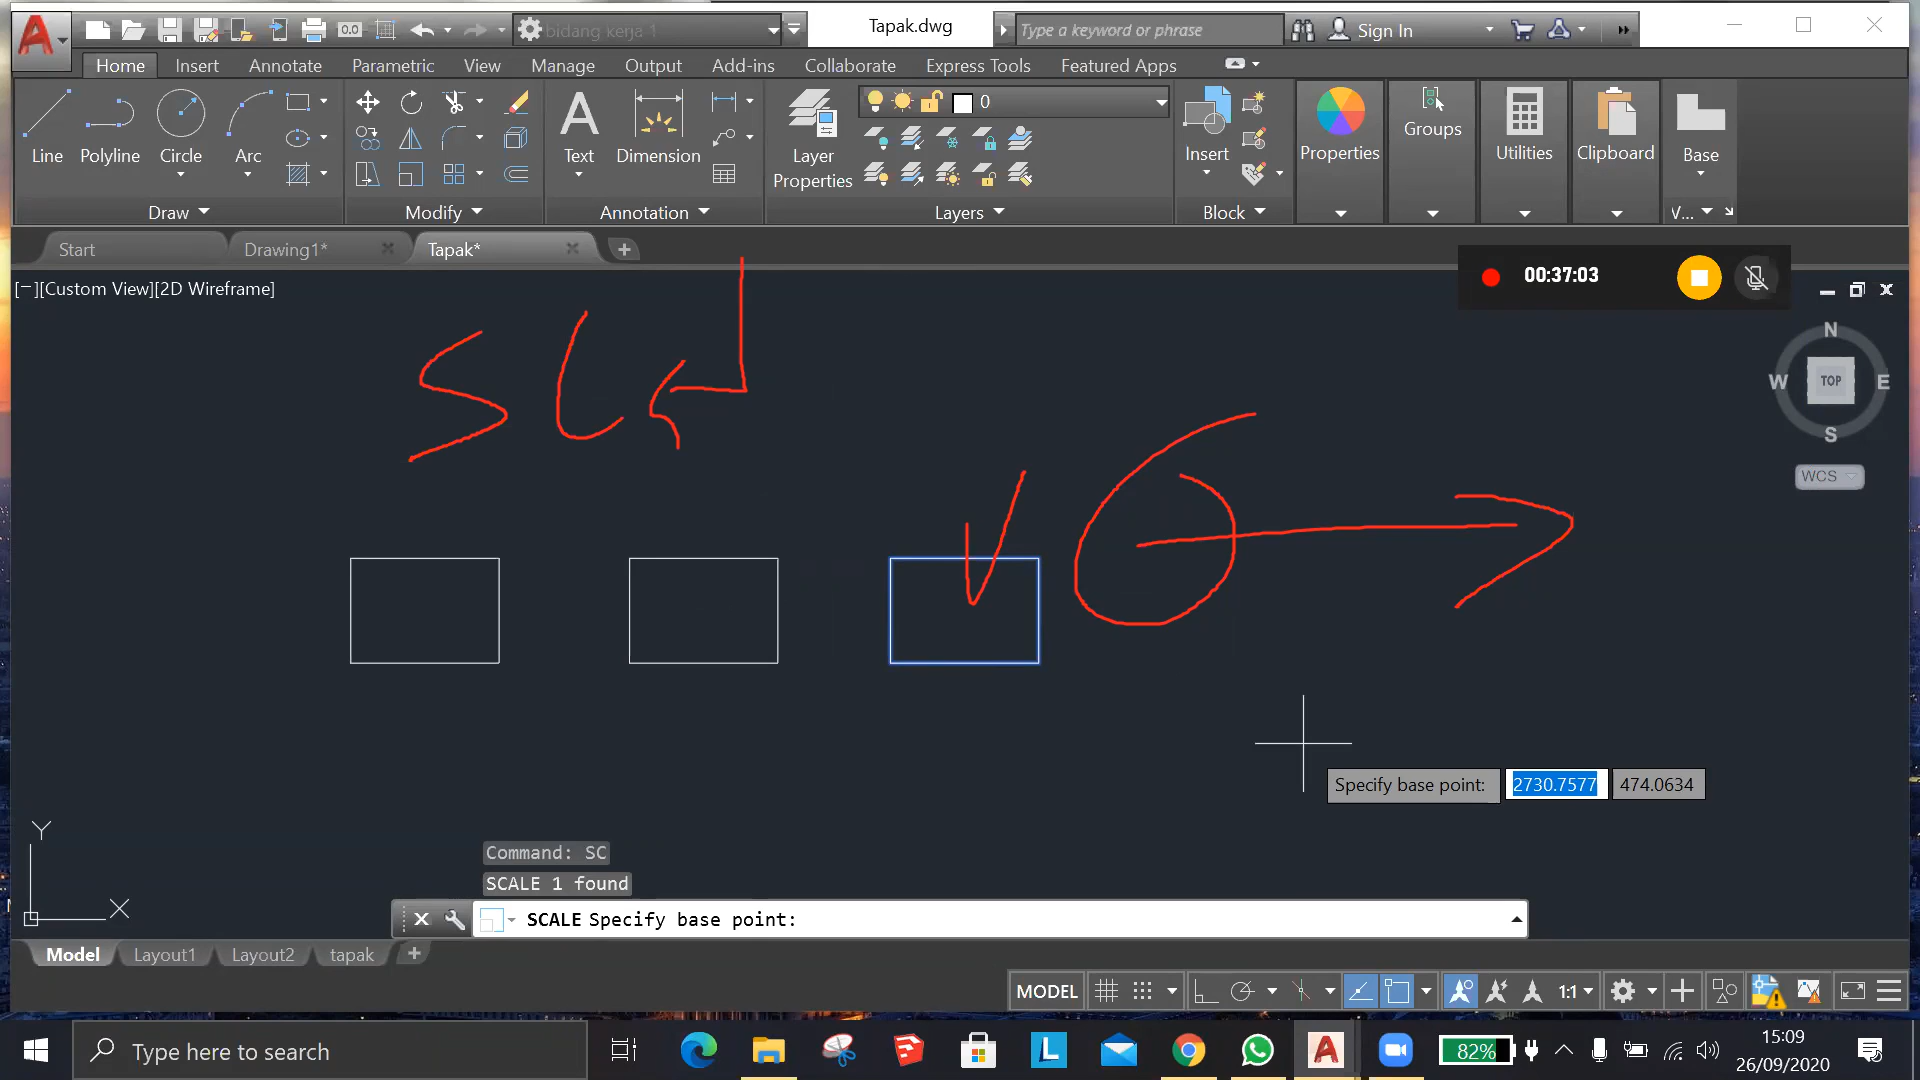 bidang kerja 1
Tapak.dwg
Type a keyword or phrase
Sign In
Home Insert Annotate Parametric View Manage Output Add-ins Collaborate Express Tools Featured Apps
0
Line Polyline Circle Arc
Text Dimension
Layer Properties
Insert
Properties
Groups
Utilities
Clipboard
Base
Draw Modify Annotation Layers Block V...
Start Drawing1* Tapak*
[−][Custom View][2D Wireframe]
00:37:03
N
W TOP E
S
WCS
SC
Specify base point: 2730.7577 474.0634
Y
X
Command: SC
SCALE 1 found
SCALE Specify base point:
Model Layout1 Layout2 tapak
MODEL 1:1
Type here to search
82%
15:09
26/09/2020